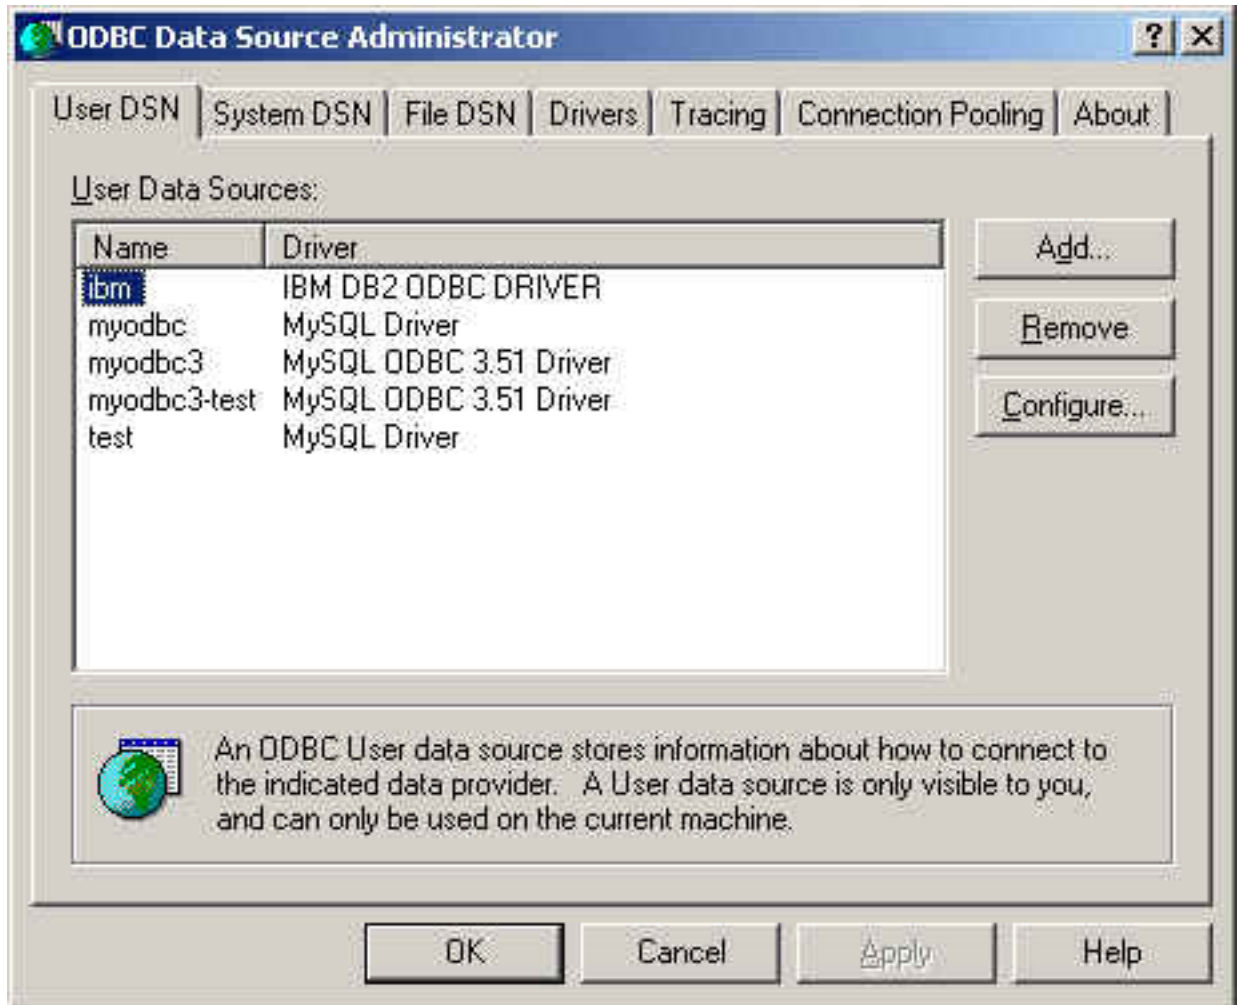 ODBC Data Source Administrator
User DSN System DSN File DSN Drivers Tracing Connection Pooling About
User Data Sources:
Name Driver
ibm IBM DB2 ODBC DRIVER
myodbc MySQL Driver
myodbc3 MySQL ODBC 3.51 Driver
myodbc3-test MySQL ODBC 3.51 Driver
test MySQL Driver
Add...
Remove
Configure...
An ODBC User data source stores information about how to connect to
the indicated data provider. A User data source is only visible to you,
and can only be used on the current machine.
OK Cancel Apply Help